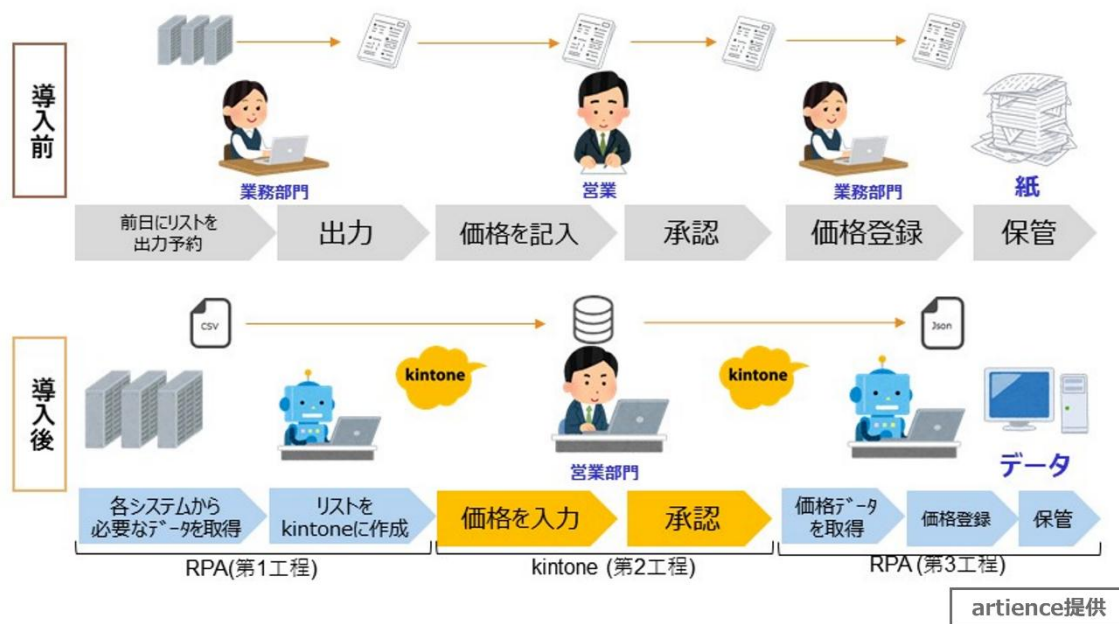 導入前
業務部門
営業
業務部門
紙
前日にリストを
出力予約
出力
価格を記入
承認
価格登録
保管
導入後
CSV
kintone
kintone
Json
営業部門
データ
各システムから
必要なデータを取得
リストを
kintoneに作成
価格を入力
承認
価格データ
を取得
価格登録
保管
RPA(第1工程)
kintone (第2工程)
RPA (第3工程)
artience提供